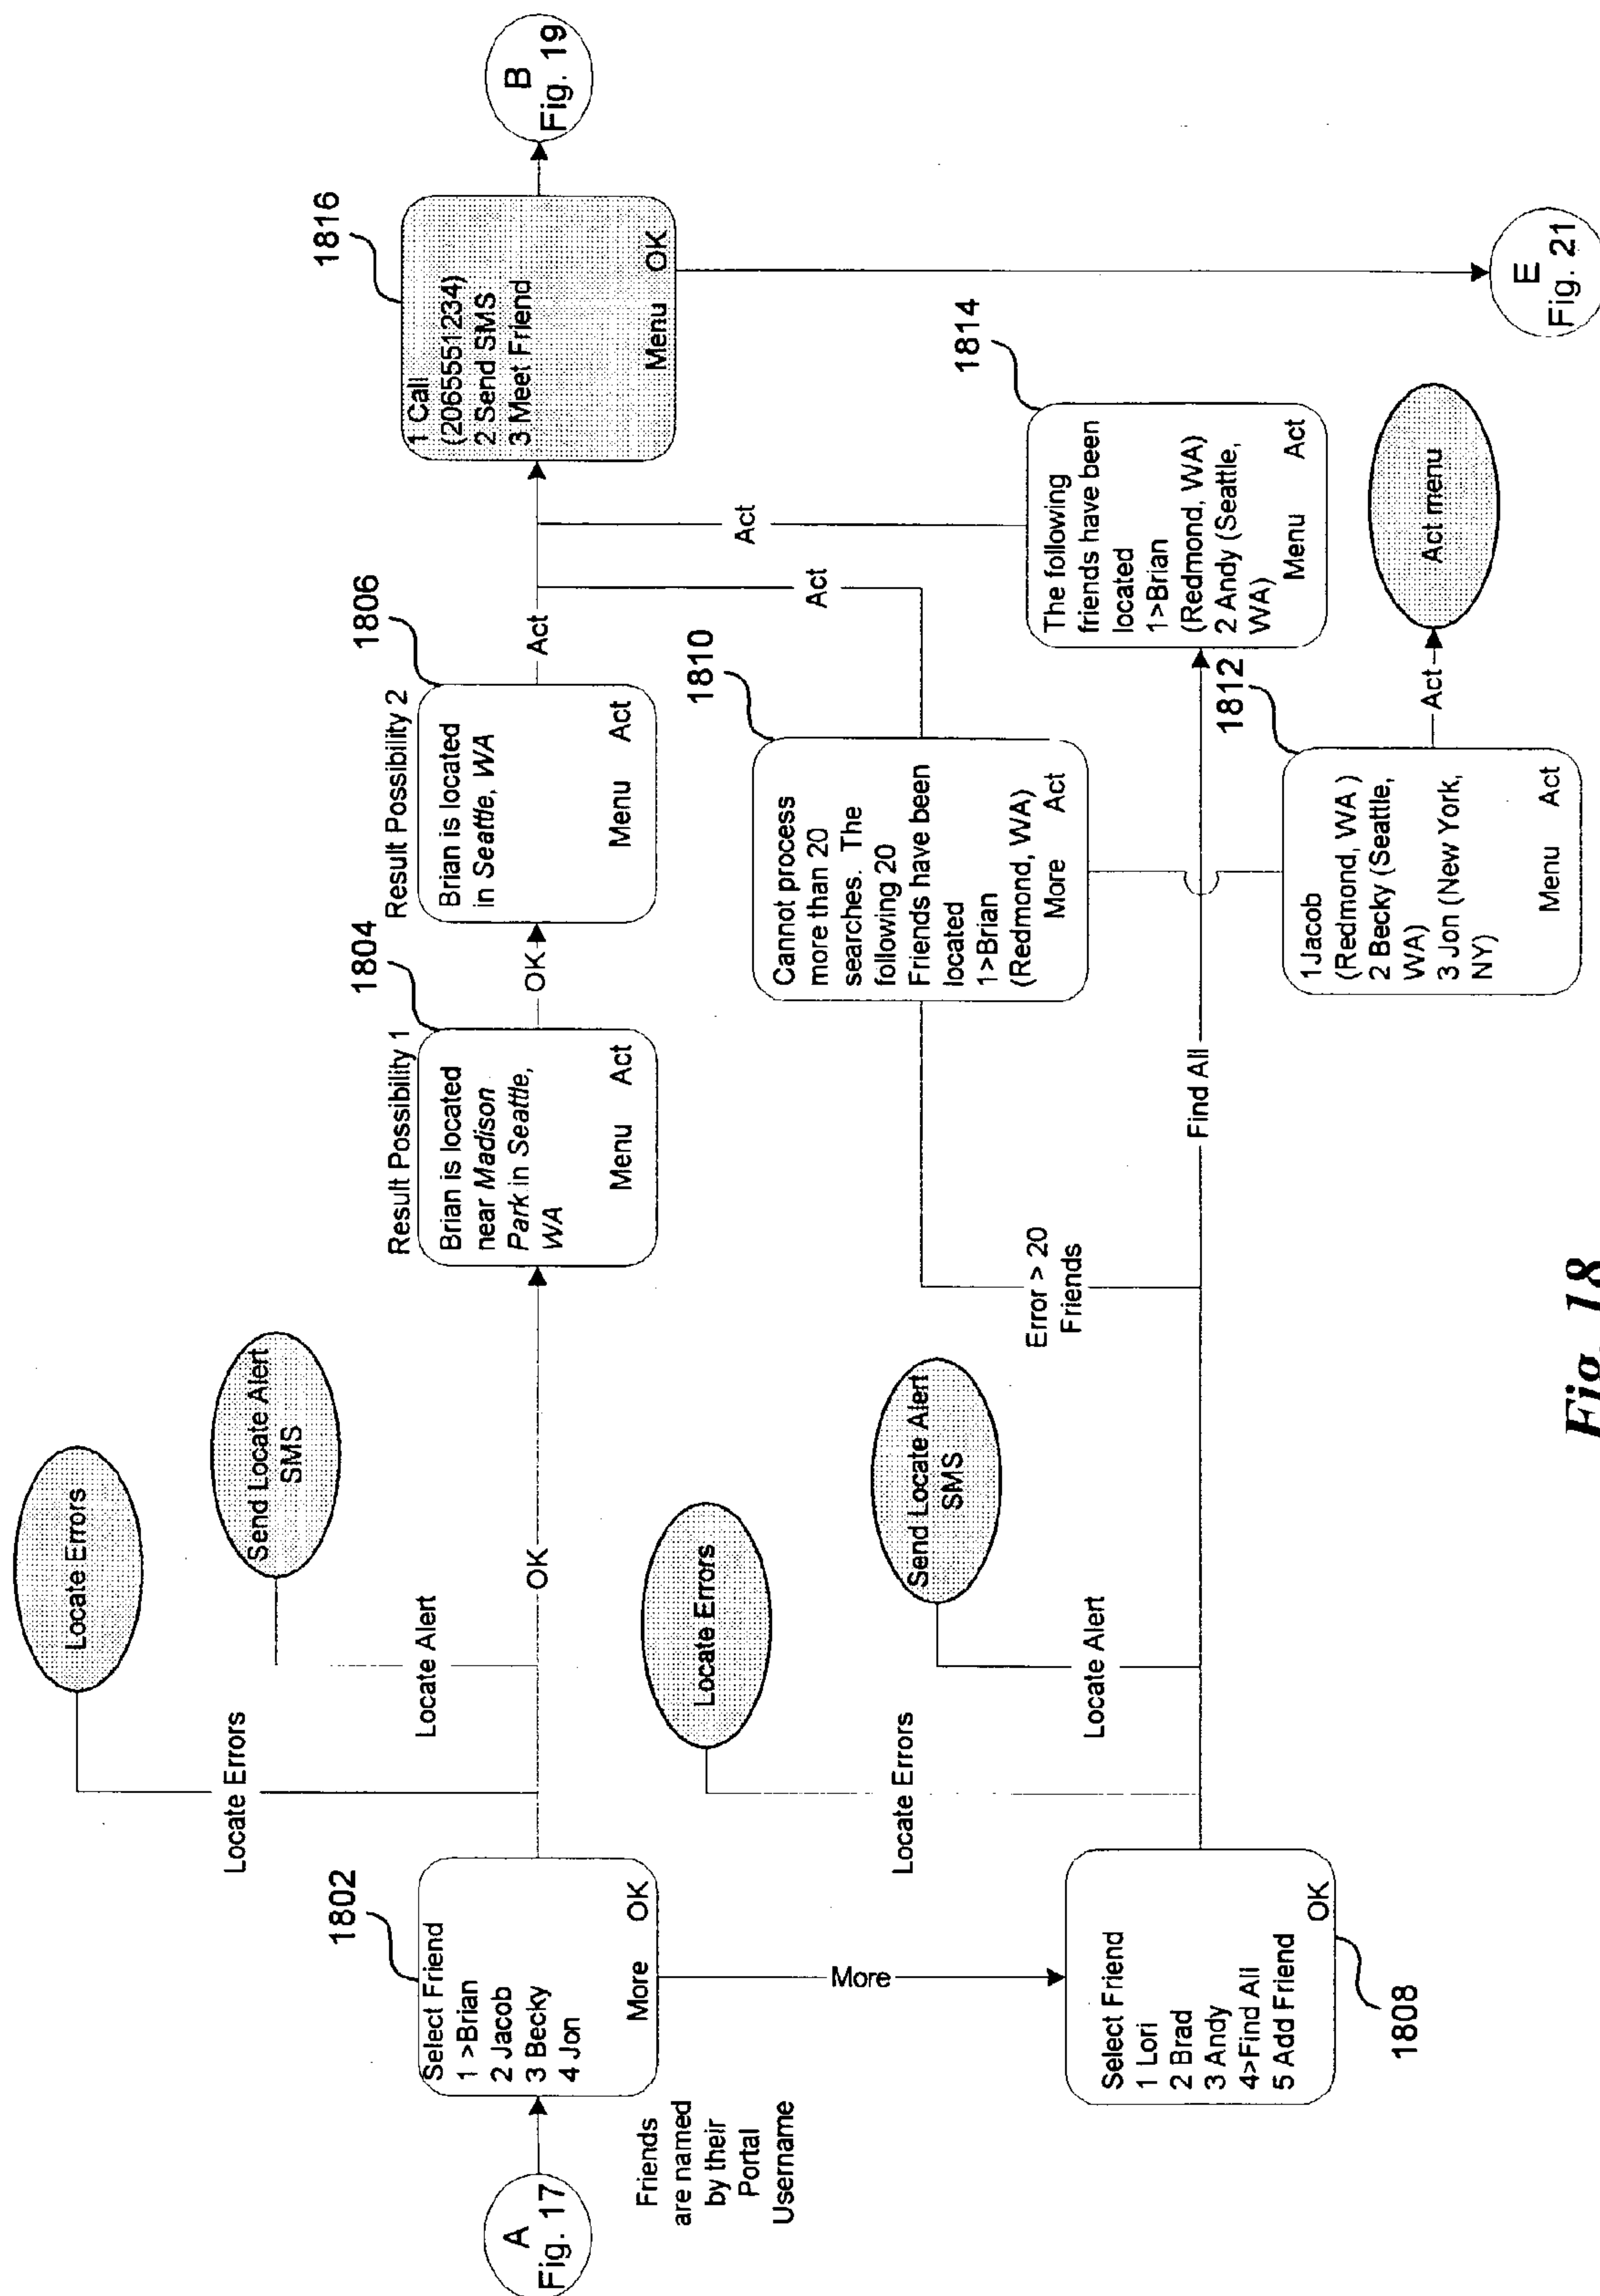 A
Fig. 17
Friends
are named
by their
Portal
Username
1802
Select Friend
1 >Brian
2 Jacob
3 Becky
4 Jon
More OK
Locate Errors
Locate Errors
Locate Alert
Send Locate Alert
SMS
OK
Result Possibility 1
1804
Brian is located
near Madison
Park in Seattle,
WA
Menu Act
OK
Result Possibility 2
1806
Brian is located
in Seattle, WA
Menu Act
Act
1816
1 Call
(2065551234)
2 Send SMS
3 Meet Friend
Menu OK
B
Fig. 19
More
Select Friend
1 Lori
2 Brad
3 Andy
4>Find All
5 Add Friend
OK
1808
Locate Errors
Locate Errors
Locate Alert
Send Locate Alert
SMS
Error > 20
Friends
Find All
1810
Cannot process
more than 20
searches. The
following 20
Friends have been
located
1>Brian
(Redmond, WA)
More Act
Act
Act
1814
The following
friends have been
located
1>Brian
(Redmond, WA)
2 Andy (Seattle,
WA)
Menu Act
1812
1Jacob
(Redmond, WA )
2 Becky (Seattle,
WA)
3 Jon (New York,
NY)
Menu Act
Act
Act menu
E
Fig. 21
Fig. 18